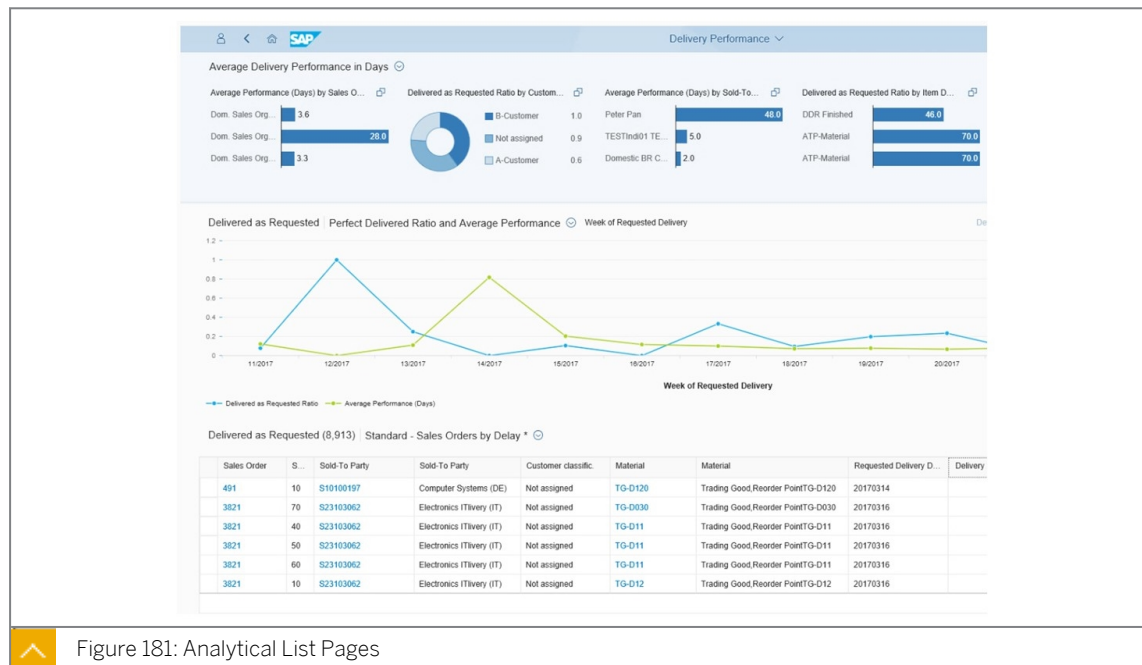 SAP Delivery Performance
Average Delivery Performance in Days
Average Performance (Days) by Sales O... Delivered as Requested Ratio by Custom... Average Performance (Days) by Sold-To... Delivered as Requested Ratio by Item D...
Dom. Sales Org... 3.6 B-Customer 1.0 Peter Pan 48.0 DDR Finished 46.0
Dom. Sales Org... 28.0 Not assigned 0.9 TESTIndi01 TE... 5.0 ATP-Material 70.0
Dom. Sales Org... 3.3 A-Customer 0.6 Domestic BR C... 2.0 ATP-Material 70.0
Delivered as Requested Perfect Delivered Ratio and Average Performance Week of Requested Delivery De
1.2
1
0.8
0.6
0.4
0.2
0
11/2017 12/2017 13/2017 14/2017 15/2017 16/2017 17/2017 18/2017 19/2017 20/2017
Week of Requested Delivery
Delivered as Requested Ratio Average Performance (Days)
Delivered as Requested (8,913) Standard - Sales Orders by Delay *
Sales Order S... Sold-To Party Sold-To Party Customer classific. Material Material Requested Delivery D... Delivery
491 10 S10100197 Computer Systems (DE) Not assigned TG-D120 Trading Good,Reorder PointTG-D120 20170314
3821 70 S23103062 Electronics ITlivery (IT) Not assigned TG-D030 Trading Good,Reorder PointTG-D030 20170316
3821 40 S23103062 Electronics ITlivery (IT) Not assigned TG-D11 Trading Good,Reorder PointTG-D11 20170316
3821 50 S23103062 Electronics ITlivery (IT) Not assigned TG-D11 Trading Good,Reorder PointTG-D11 20170316
3821 60 S23103062 Electronics ITlivery (IT) Not assigned TG-D11 Trading Good,Reorder PointTG-D11 20170316
3821 10 S23103062 Electronics ITlivery (IT) Not assigned TG-D12 Trading Good,Reorder PointTG-D12 20170316
Figure 181: Analytical List Pages